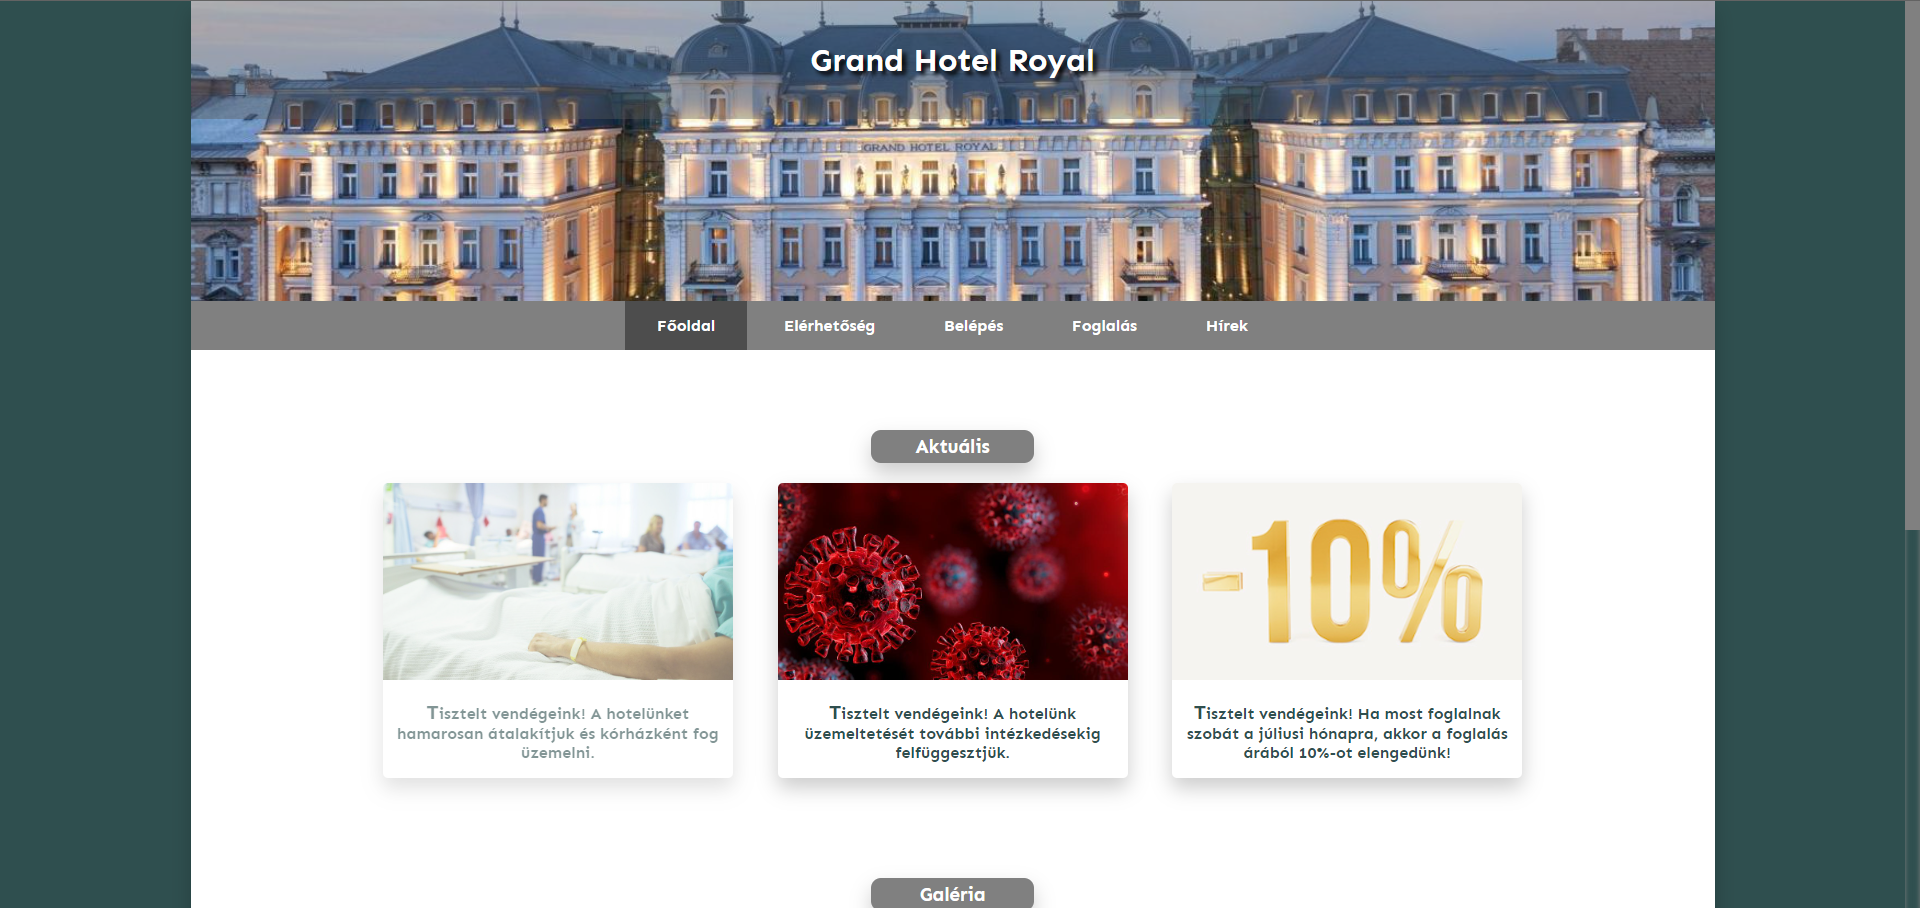 Grand Hotel Royal
GRAND HOTEL ROYAL
Főoldal
Elérhetőség
Belépés
Foglalás
Hírek
Aktuális
-10%
Tisztelt vendégeink! A hotelünket
hamarosan átalakítjuk és kórházként fog
üzemelni.
Tisztelt vendégeink! A hotelünk
üzemeltetését további intézkedésekig
felfüggesztjük.
Tisztelt vendégeink! Ha most foglalnak
szobát a júliusi hónapra, akkor a foglalás
árából 10%-ot elengedünk!
Galéria